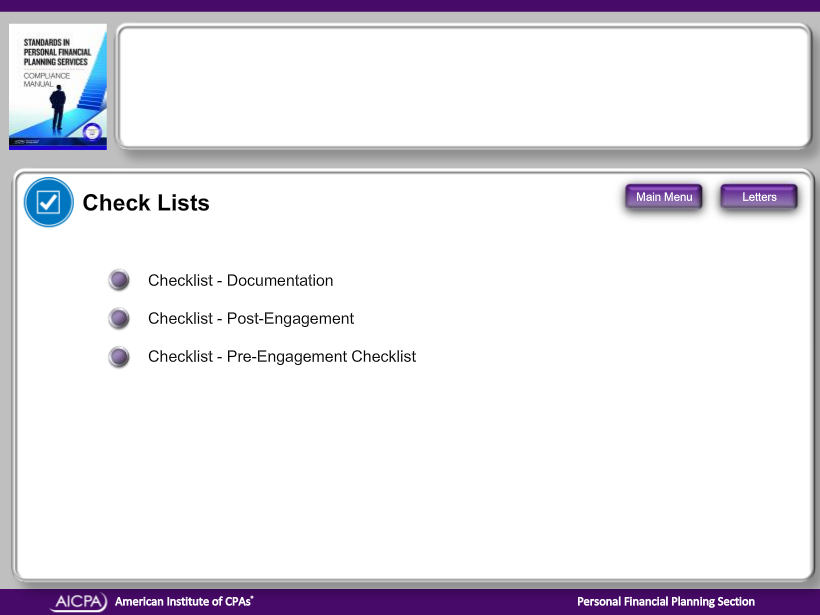 STANDARDS IN
PERSONAL FINANCIAL
PLANNING SERVICES
COMPLIANCE
MANUAL
Check Lists
Main Menu
Letters
Checklist - Documentation
Checklist - Post-Engagement
Checklist - Pre-Engagement Checklist
AICPA American Institute of CPAs®
Personal Financial Planning Section